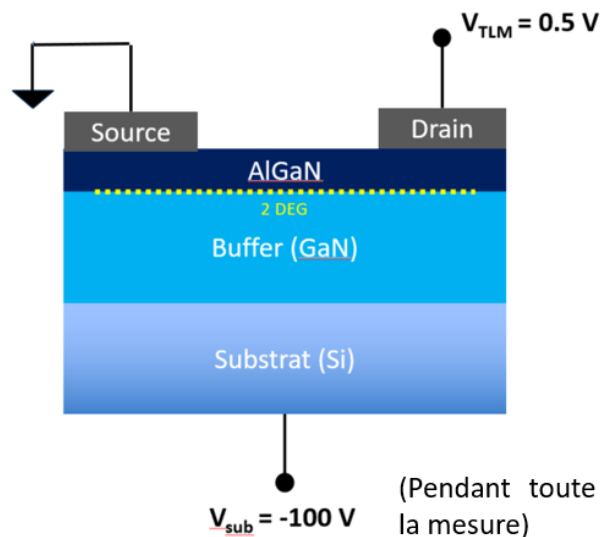 V_TLM = 0.5 V
Source
Drain
AlGaN
2 DEG
Buffer (GaN)
Substrat (Si)
V_sub = -100 V
(Pendant toute
la mesure)